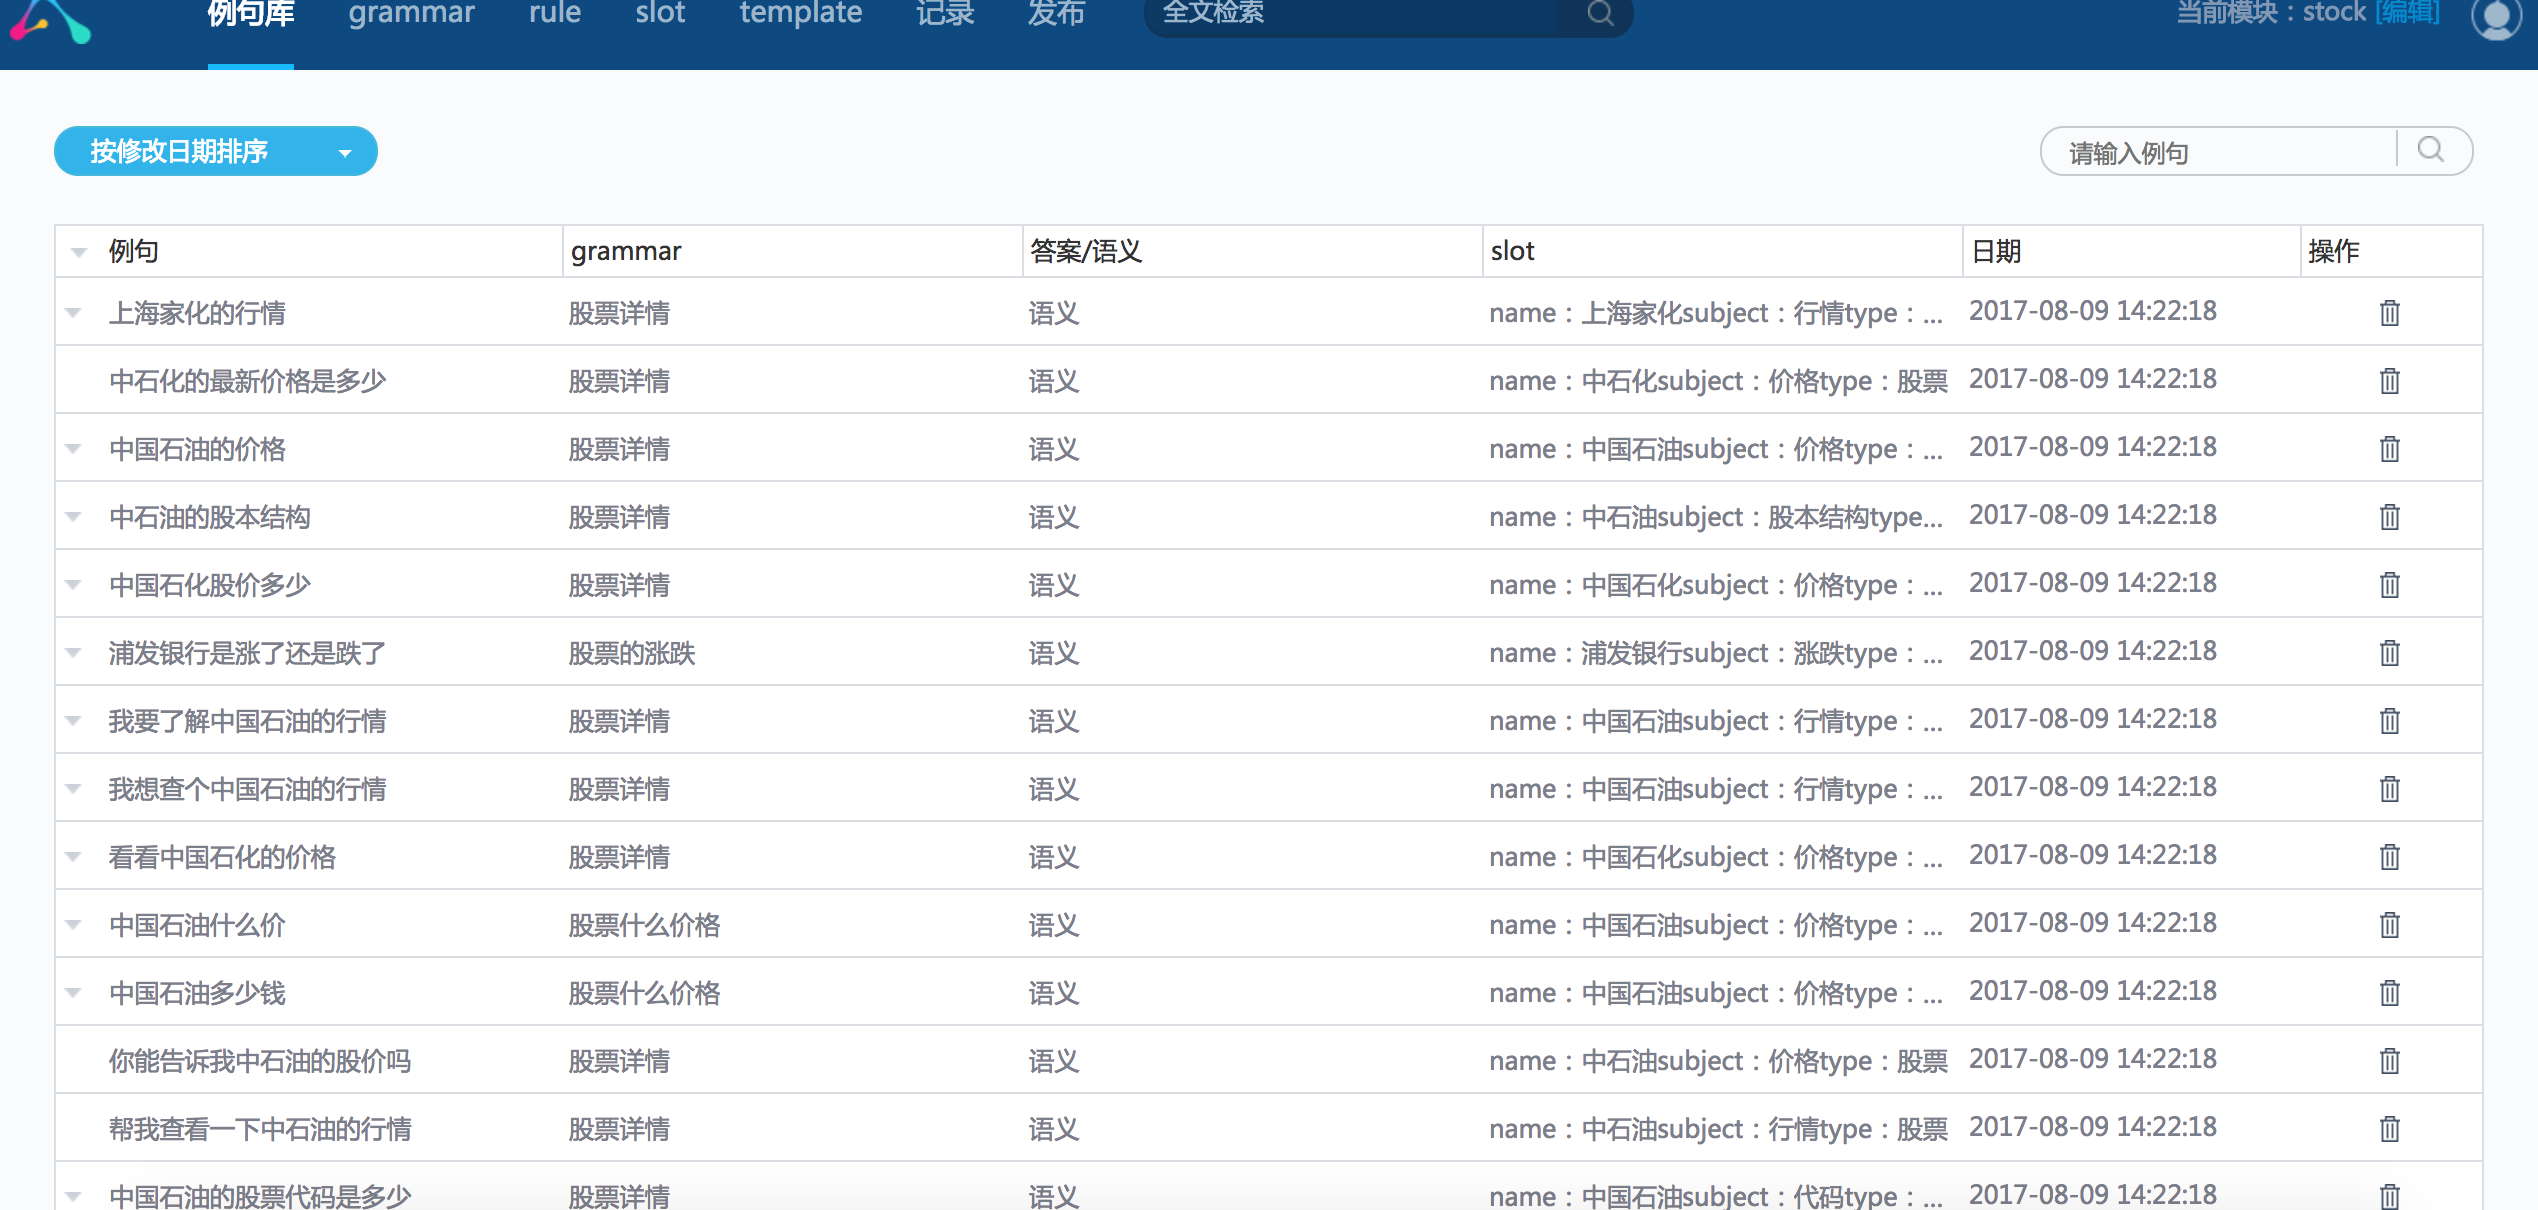 例句库 grammar rule slot template 记录 发布 全文检索 当前模块：stock [编辑]
按修改日期排序 请输入例句
例句 grammar 答案/语义 slot 日期 操作
上海家化的行情 股票详情 语义 name：上海家化subject：行情type：... 2017-08-09 14:22:18
中石化的最新价格是多少 股票详情 语义 name：中石化subject：价格type：股票 2017-08-09 14:22:18
中国石油的价格 股票详情 语义 name：中国石油subject：价格type：... 2017-08-09 14:22:18
中石油的股本结构 股票详情 语义 name：中石油subject：股本结构type... 2017-08-09 14:22:18
中国石化股价多少 股票详情 语义 name：中国石化subject：价格type：... 2017-08-09 14:22:18
浦发银行是涨了还是跌了 股票的涨跌 语义 name：浦发银行subject：涨跌type：... 2017-08-09 14:22:18
我要了解中国石油的行情 股票详情 语义 name：中国石油subject：行情type：... 2017-08-09 14:22:18
我想查个中国石油的行情 股票详情 语义 name：中国石油subject：行情type：... 2017-08-09 14:22:18
看看中国石化的价格 股票详情 语义 name：中国石化subject：价格type：... 2017-08-09 14:22:18
中国石油什么价 股票什么价格 语义 name：中国石油subject：价格type：... 2017-08-09 14:22:18
中国石油多少钱 股票什么价格 语义 name：中国石油subject：价格type：... 2017-08-09 14:22:18
你能告诉我中石油的股价吗 股票详情 语义 name：中石油subject：价格type：股票 2017-08-09 14:22:18
帮我查看一下中石油的行情 股票详情 语义 name：中石油subject：行情type：股票 2017-08-09 14:22:18
中国石油的股票代码是多少 股票详情 语义 name：中国石油subject：代码type：... 2017-08-09 14:22:18